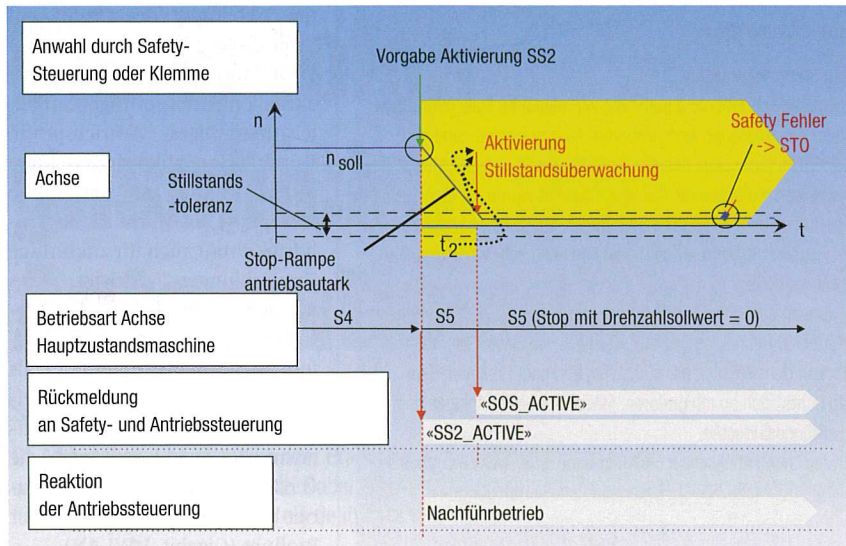 Anwahl durch Safety-
Steuerung oder Klemme
Vorgabe Aktivierung SS2
n
n soll
Safety Fehler
-> STO
Aktivierung
Stillstandsüberwachung
Achse
Stillstands
-toleranz
t
t2
Stop-Rampe
antriebsautark
Betriebsart Achse
Hauptzustandsmaschine
S4
S5
S5 (Stop mit Drehzahlsollwert = 0)
Rückmeldung
an Safety- und Antriebssteuerung
«SOS_ACTIVE»
«SS2_ACTIVE»
Reaktion
der Antriebssteuerung
Nachführbetrieb